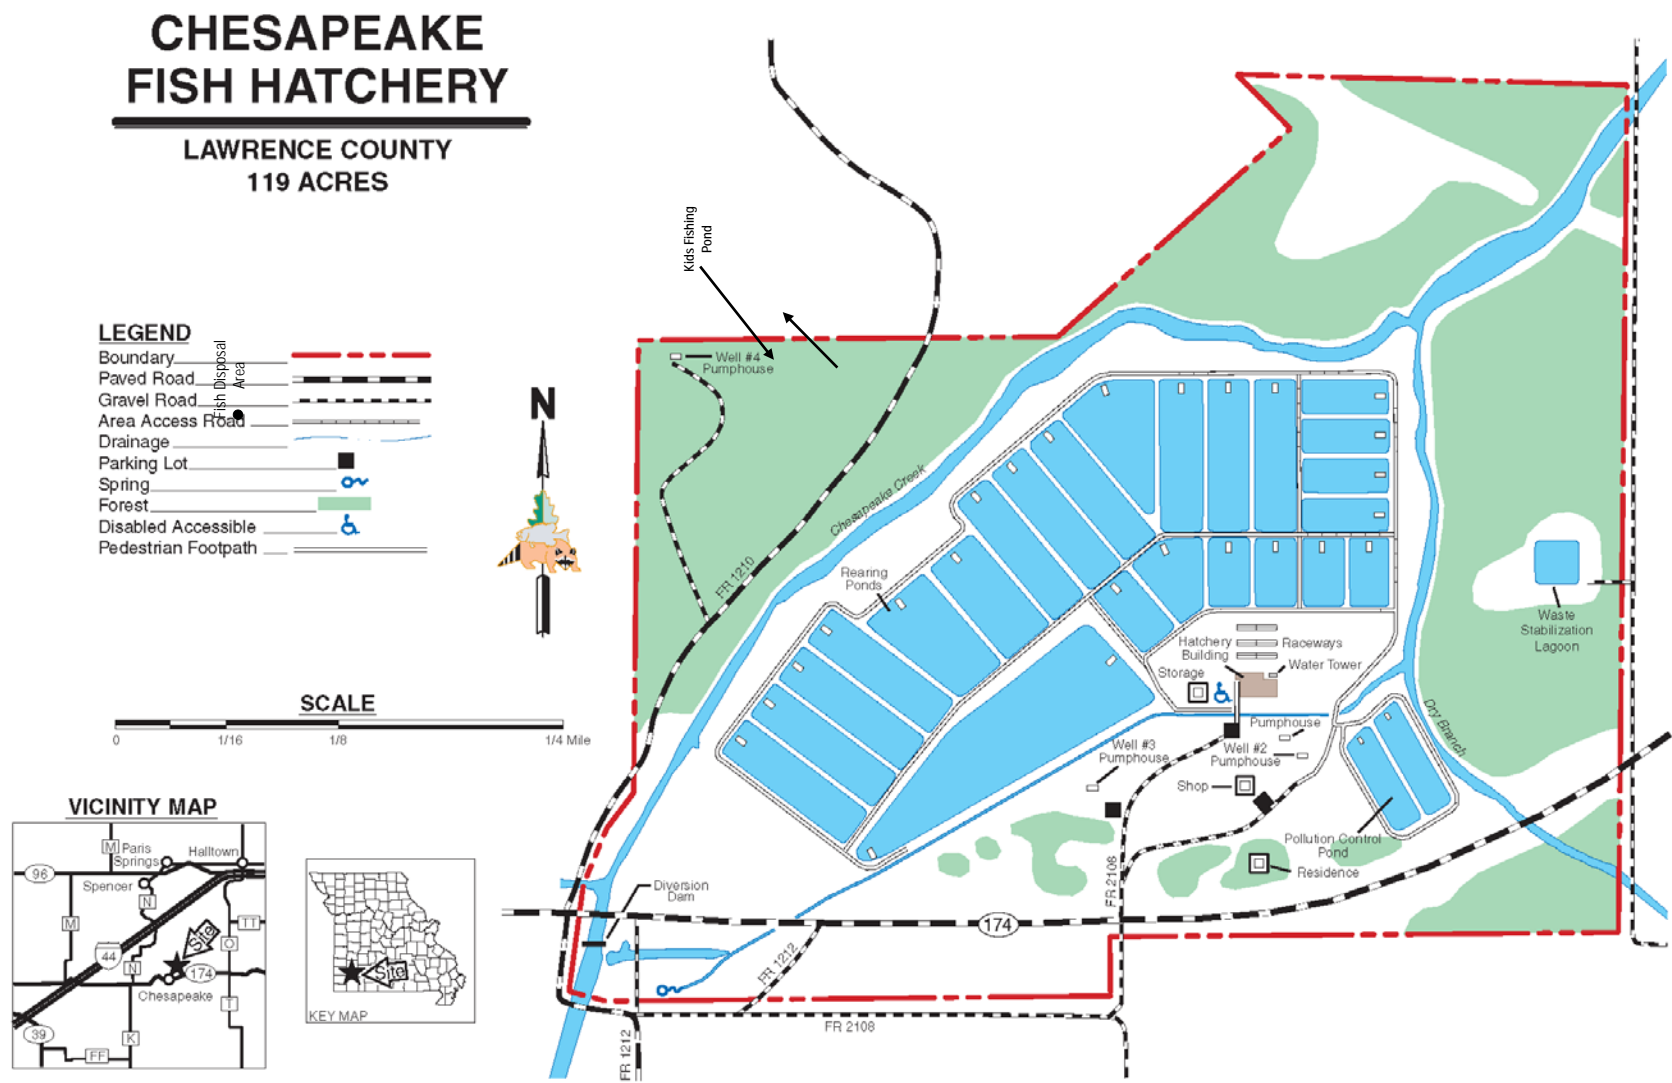 CHESAPEAKE
FISH HATCHERY
LAWRENCE COUNTY
119 ACRES
Kids Fishing
Pond
LEGEND
Boundary
Paved Road
Gravel Road
Area Access Road
Drainage
Parking Lot
Spring
Forest
Disabled Accessible
Pedestrian Footpath
Fish Disposal
Area
N
Well #4
Pumphouse
Chesapeake Creek
FR 1210
Rearing
Ponds
Hatchery
Building
Raceways
Water Tower
Storage
Waste
Stabilization
Lagoon
Dry Branch
Pumphouse
Well #3
Pumphouse
Well #2
Pumphouse
Shop
Pollution Control
Pond
Residence
FR 2106
Diversion
Dam
174
FR 1212
FR 2108
FR 1212
SCALE
0 1/16 1/8 1/4 Mile
VICINITY MAP
M Paris
Springs
Halltown
96
Spencer
N
M
TT
Site
O
44
N
174
Chesapeake
T
39
K
FF
Site
KEY MAP